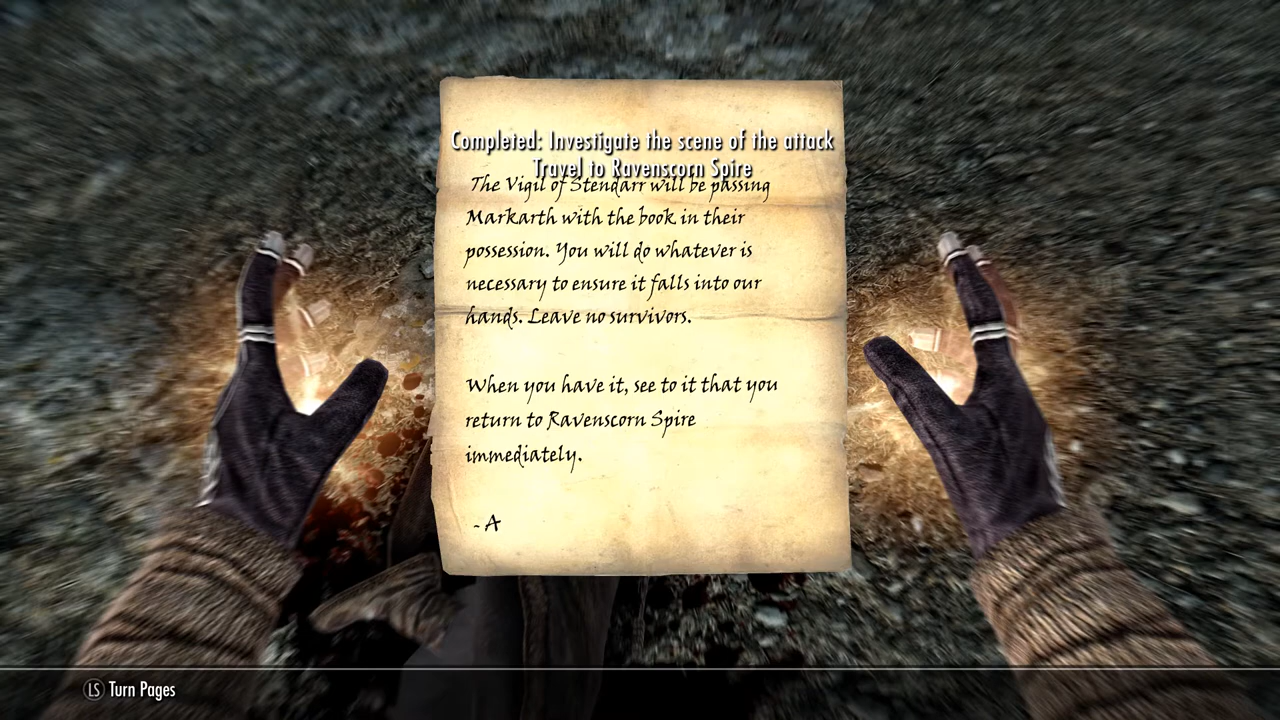 Completed: Investigate the scene of the attack
Travel to Ravenscorn Spire
The Vigil of Stendarr will be passing
Markarth with the book in their
possession. You will do whatever is
necessary to ensure it falls into our
hands. Leave no survivors.
When you have it, see to it that you
return to Ravenscorn Spire
immediately.
- A
LS Turn Pages